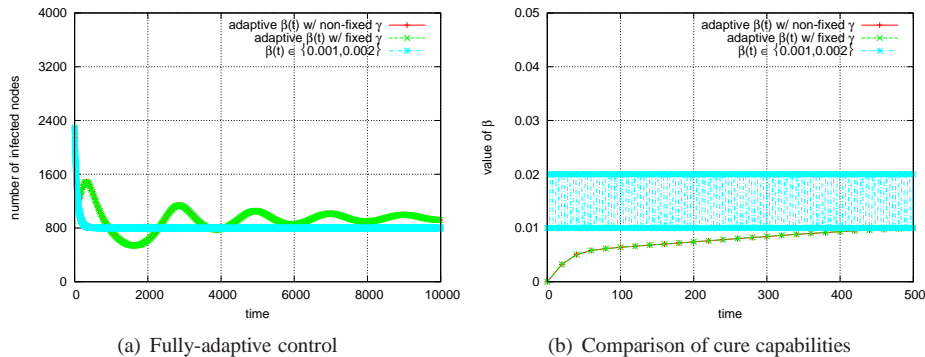 4000
3200
2400
1600
800
0
0
2000
4000
6000
8000
10000
number of infected nodes
time
adaptive β(t) w/ non-fixed γ
adaptive β(t) w/ fixed γ
β(t) ∈ {0.001,0.002}
(a) Fully-adaptive control
0.05
0.04
0.03
0.02
0.01
0
0
100
200
300
400
500
value of β
time
adaptive β(t) w/ non-fixed γ
adaptive β(t) w/ fixed γ
β(t) ∈ {0.001,0.002}
(b) Comparison of cure capabilities